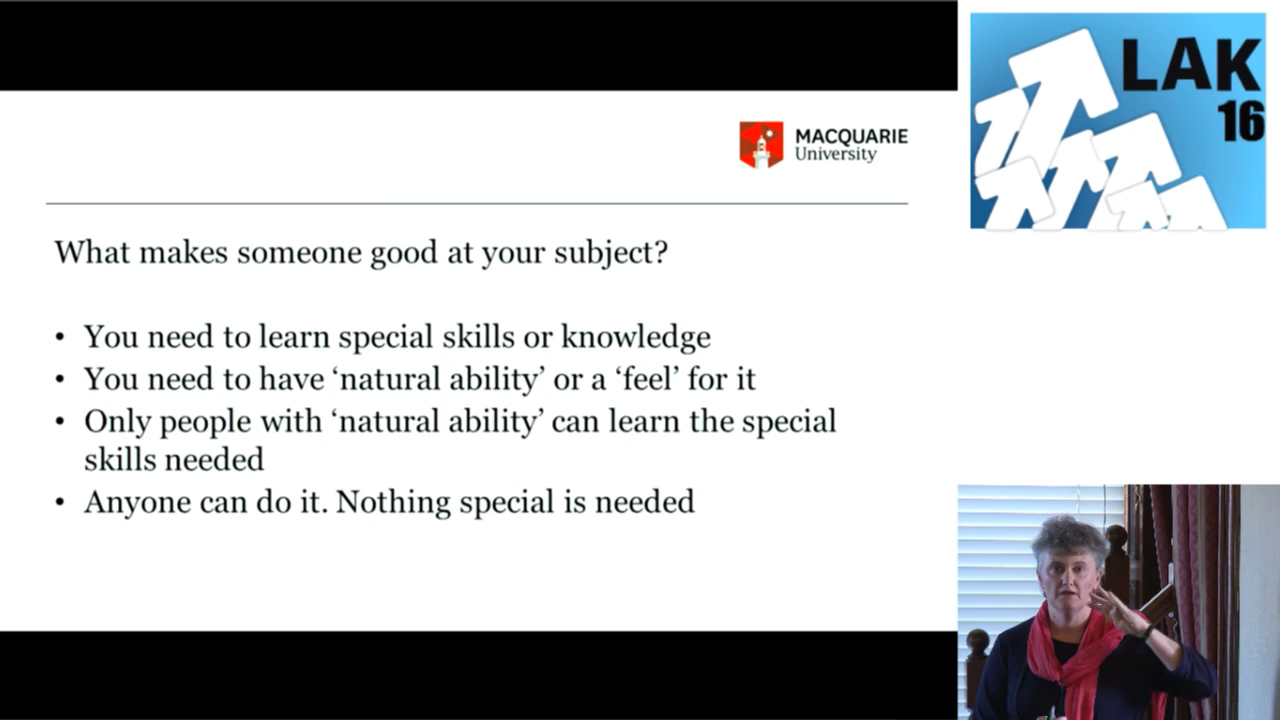 LAK
16
MACQUARIE
University
What makes someone good at your subject?
• You need to learn special skills or knowledge
• You need to have ‘natural ability’ or a ‘feel’ for it
• Only people with ‘natural ability’ can learn the special
skills needed
• Anyone can do it. Nothing special is needed